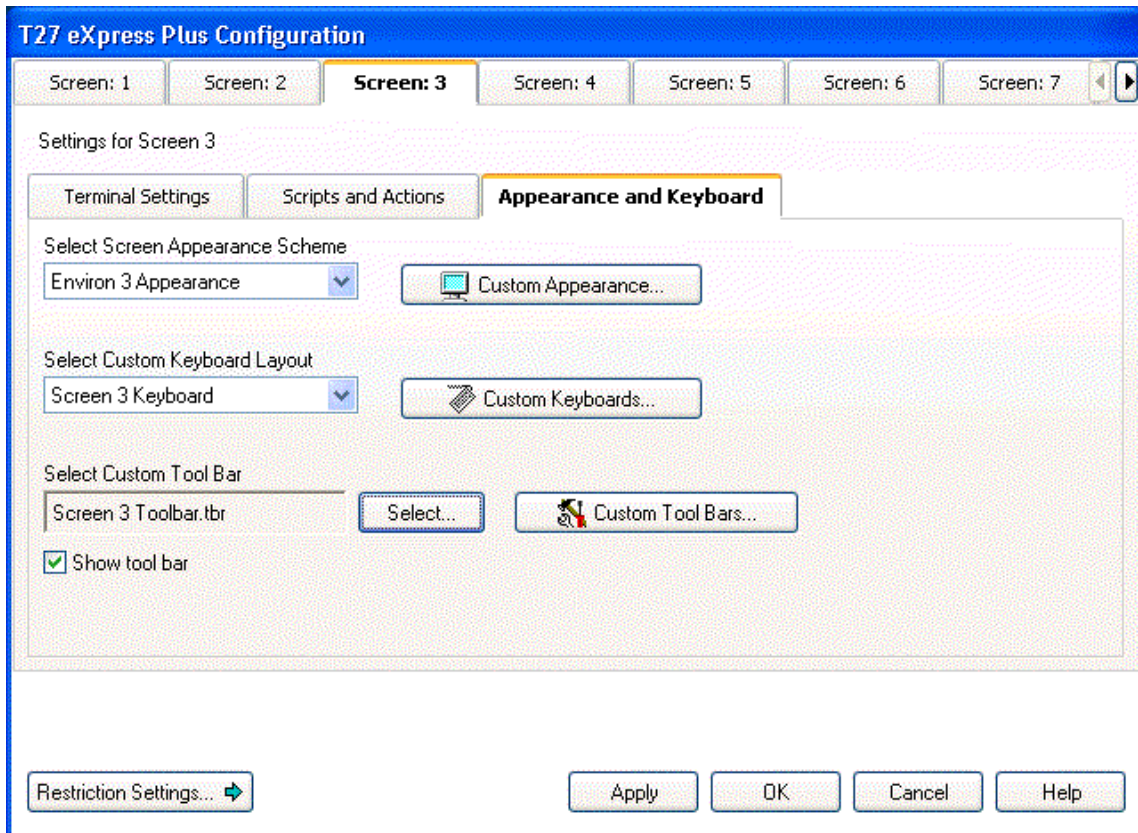 T27 eXpress Plus Configuration
Screen: 1 Screen: 2 Screen: 3 Screen: 4 Screen: 5 Screen: 6 Screen: 7
Settings for Screen 3
Terminal Settings Scripts and Actions Appearance and Keyboard
Select Screen Appearance Scheme
Environ 3 Appearance Custom Appearance...
Select Custom Keyboard Layout
Screen 3 Keyboard Custom Keyboards...
Select Custom Tool Bar
Screen 3 Toolbar.tbr Select... Custom Tool Bars...
Show tool bar
Restriction Settings... Apply OK Cancel Help